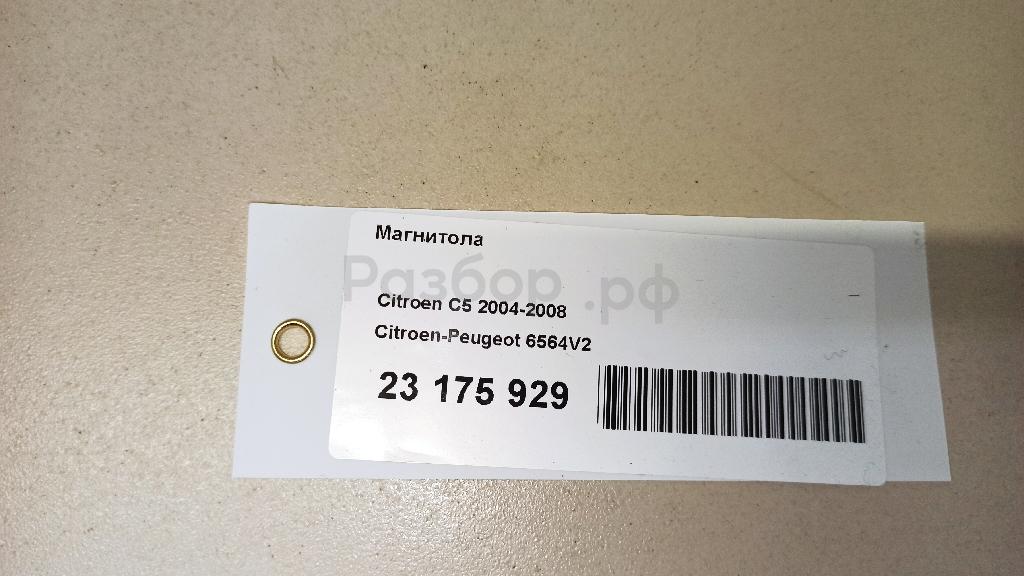 Магнитола
Разбор.рф
Citroen C5 2004-2008
Citroen-Peugeot 6564V2
23 175 929